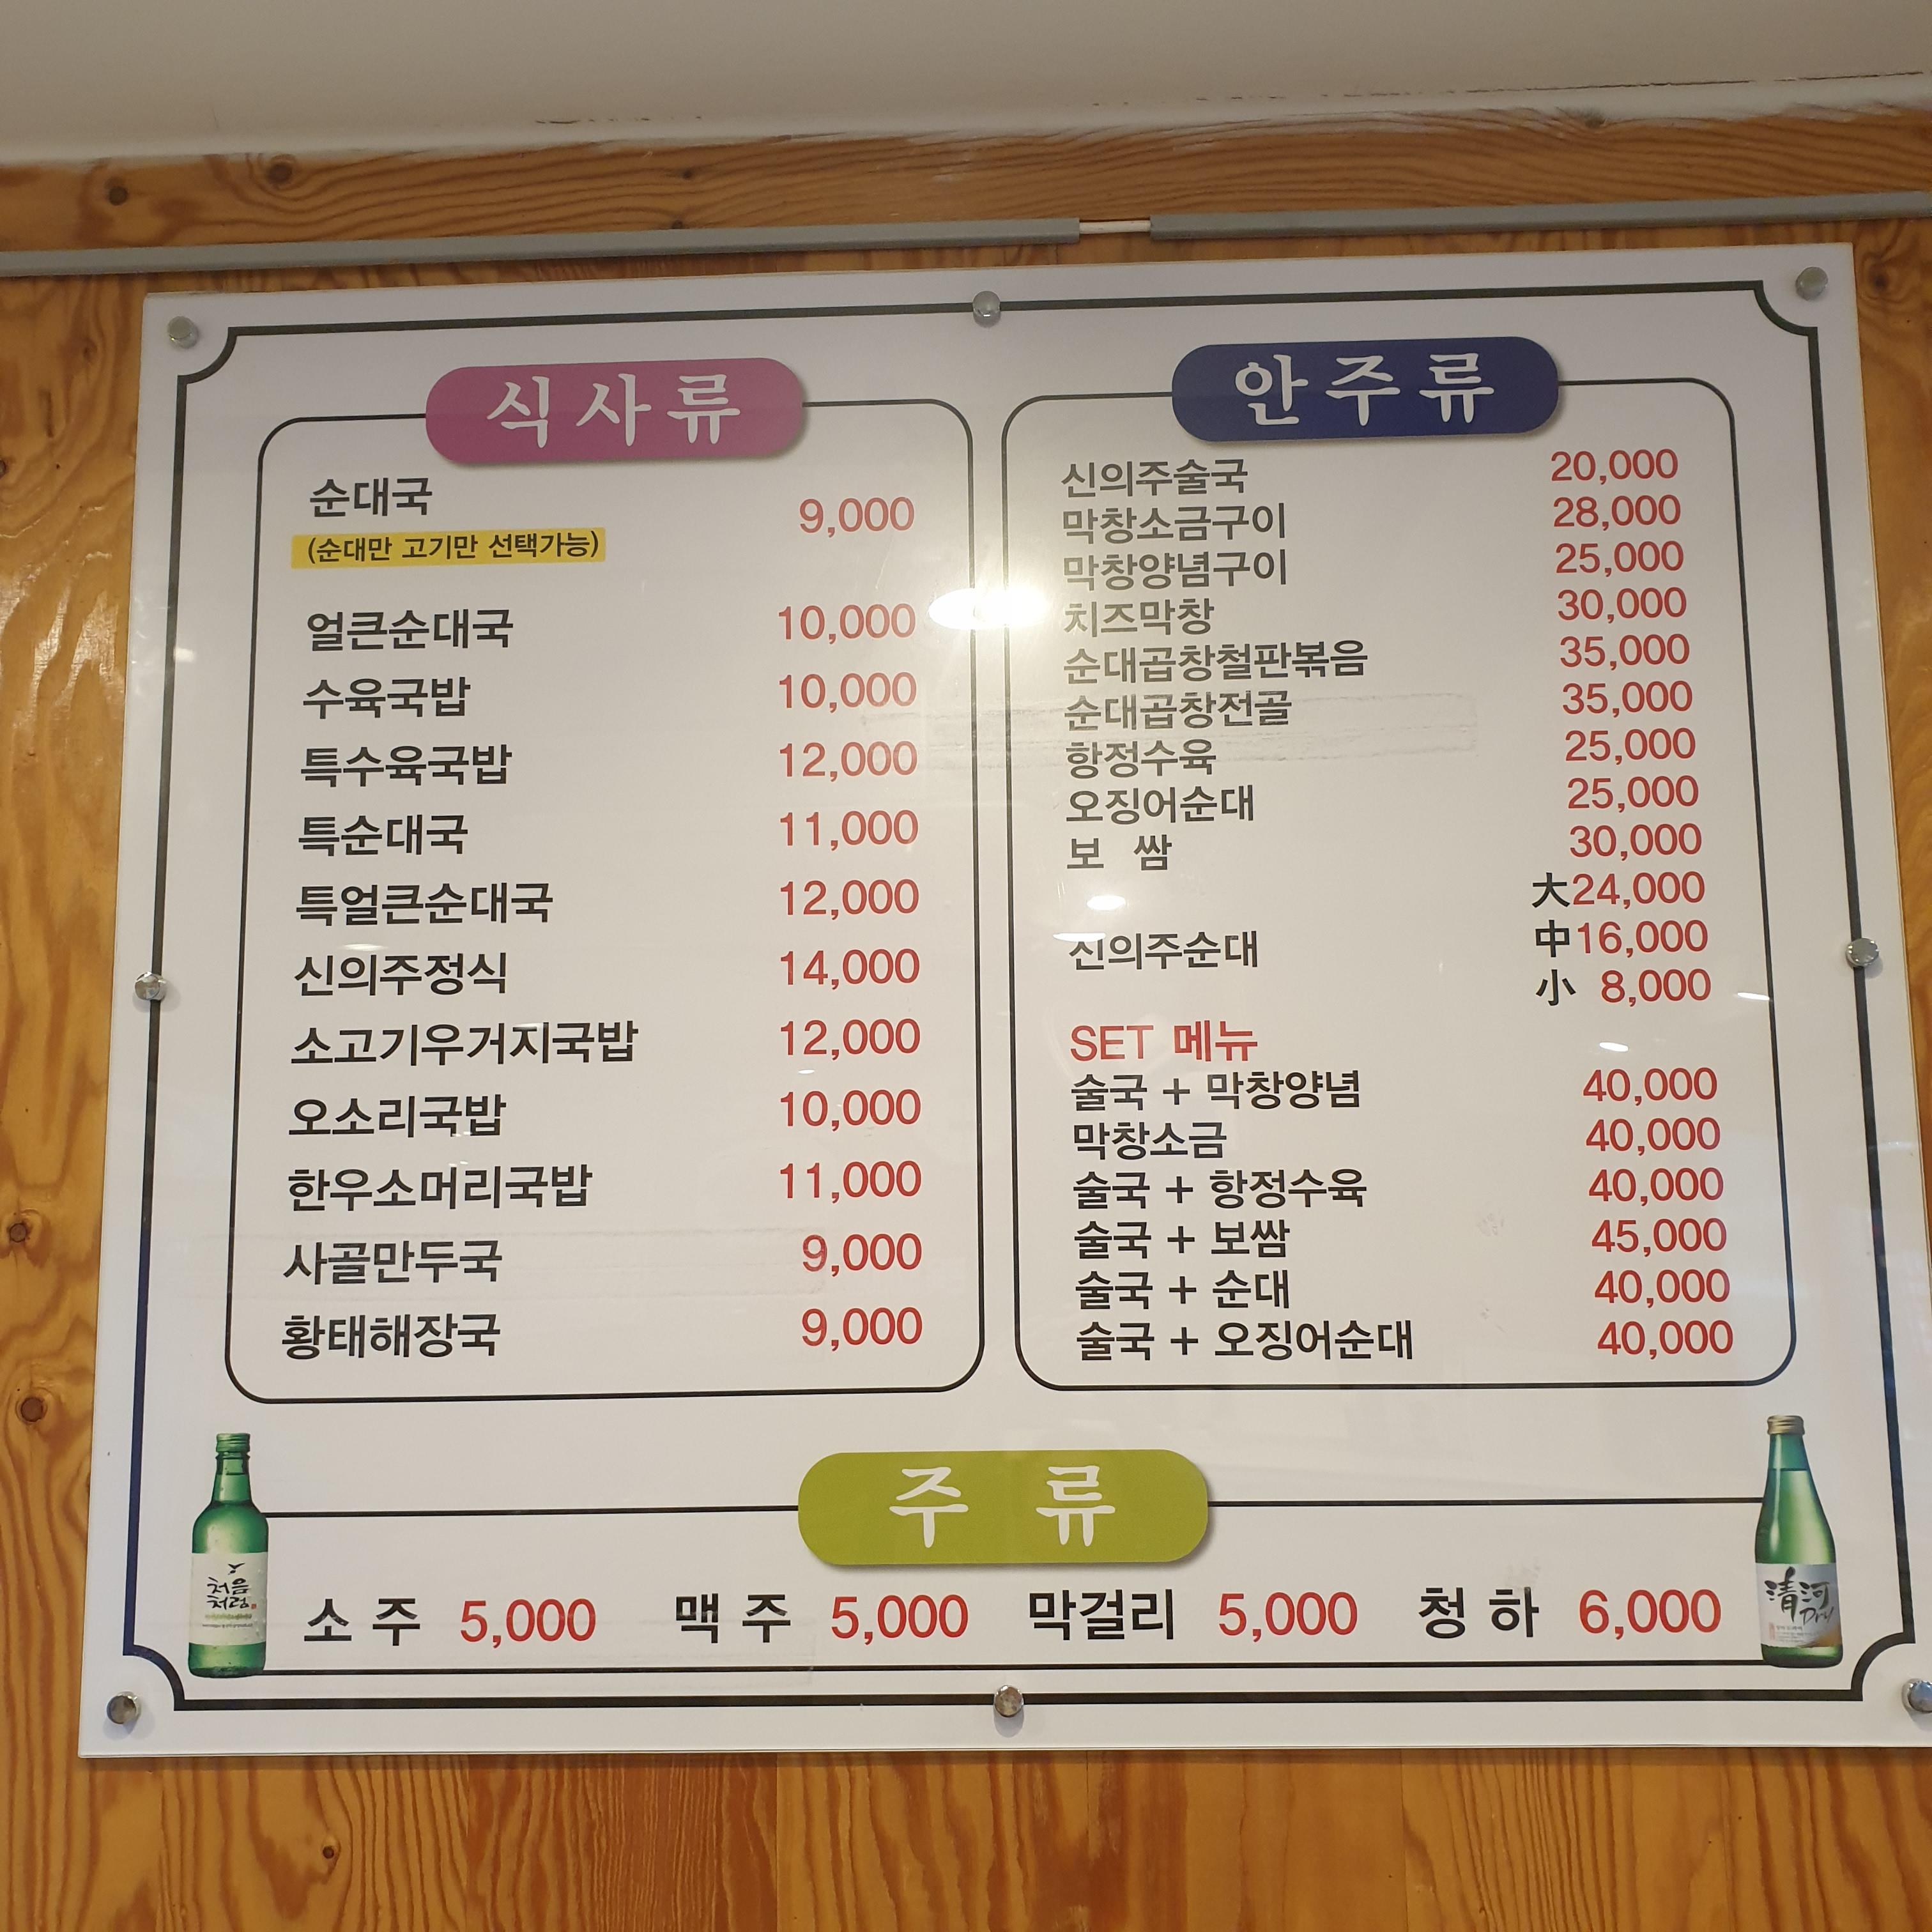 식사류
순대국 9,000
(순대만 고기만 선택가능)
얼큰순대국 10,000
수육국밥 10,000
특수육국밥 12,000
특순대국 11,000
특얼큰순대국 12,000
신의주정식 14,000
소고기우거지국밥 12,000
오소리국밥 10,000
한우소머리국밥 11,000
사골만두국 9,000
황태해장국 9,000
안주류
신의주술국 20,000
막창소금구이 28,000
막창양념구이 25,000
치즈막창 30,000
순대곱창철판볶음 35,000
순대곱창전골 35,000
항정수육 25,000
오징어순대 25,000
보 쌈 30,000
大24,000
신의주순대 中16,000
小 8,000
SET 메뉴
술국 + 막창양념 40,000
막창소금 40,000
술국 + 항정수육 40,000
술국 + 보쌈 45,000
술국 + 순대 40,000
술국 + 오징어순대 40,000
주 류
소 주 5,000 맥 주 5,000 막걸리 5,000 청 하 6,000
처음
처럼
清河
Dry